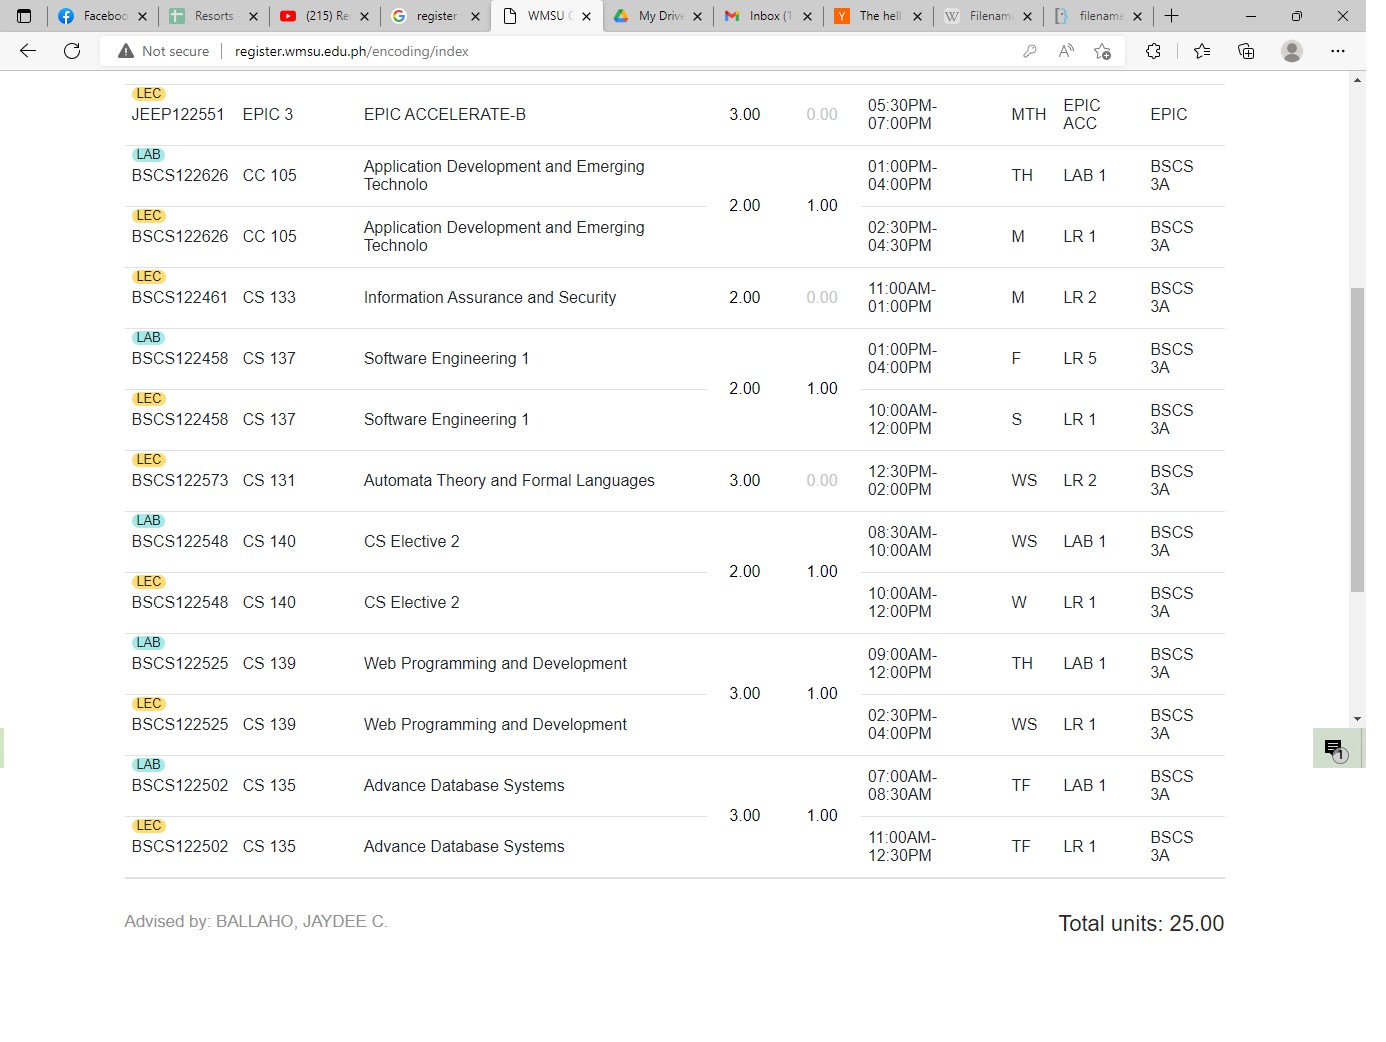 Faceboo
Resorts
(215) Re
register
WMSU
My Drive
Inbox (1
The hell
Filenam
filename
Not secure
register.wmsu.edu.ph/encoding/index
LEC
JEEP122551 EPIC 3 EPIC ACCELERATE-B 3.00 0.00 05:30PM-07:00PM MTH EPIC ACC EPIC
LAB
BSCS122626 CC 105 Application Development and Emerging Technolo 01:00PM-04:00PM TH LAB 1 BSCS 3A
2.00 1.00
LEC
BSCS122626 CC 105 Application Development and Emerging Technolo 02:30PM-04:30PM M LR 1 BSCS 3A
LEC
BSCS122461 CS 133 Information Assurance and Security 2.00 0.00 11:00AM-01:00PM M LR 2 BSCS 3A
LAB
BSCS122458 CS 137 Software Engineering 1 01:00PM-04:00PM F LR 5 BSCS 3A
2.00 1.00
LEC
BSCS122458 CS 137 Software Engineering 1 10:00AM-12:00PM S LR 1 BSCS 3A
LEC
BSCS122573 CS 131 Automata Theory and Formal Languages 3.00 0.00 12:30PM-02:00PM WS LR 2 BSCS 3A
LAB
BSCS122548 CS 140 CS Elective 2 08:30AM-10:00AM WS LAB 1 BSCS 3A
2.00 1.00
LEC
BSCS122548 CS 140 CS Elective 2 10:00AM-12:00PM W LR 1 BSCS 3A
LAB
BSCS122525 CS 139 Web Programming and Development 09:00AM-12:00PM TH LAB 1 BSCS 3A
3.00 1.00
LEC
BSCS122525 CS 139 Web Programming and Development 02:30PM-04:00PM WS LR 1 BSCS 3A
LAB
BSCS122502 CS 135 Advance Database Systems 07:00AM-08:30AM TF LAB 1 BSCS 3A
3.00 1.00
LEC
BSCS122502 CS 135 Advance Database Systems 11:00AM-12:30PM TF LR 1 BSCS 3A
Advised by: BALLAHO, JAYDEE C.
Total units: 25.00
1